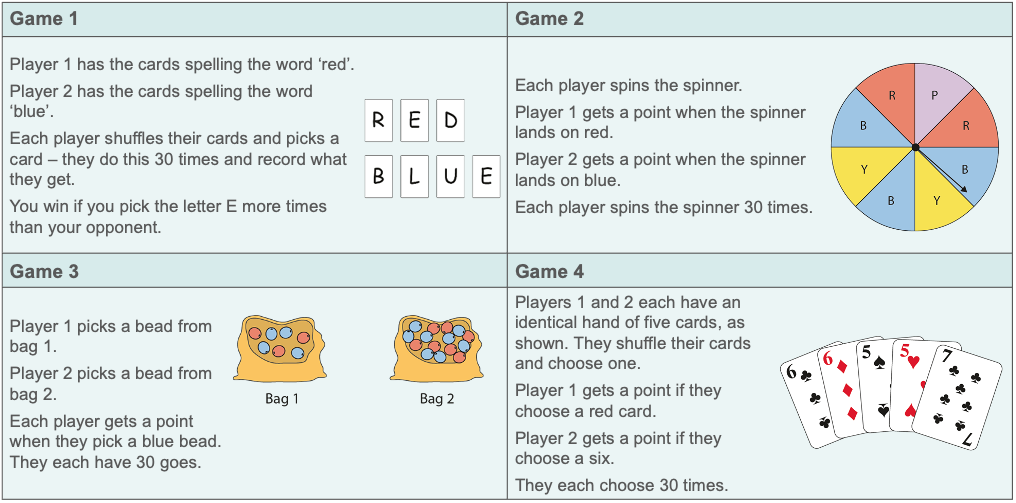 Game 1
Player 1 has the cards spelling the word ‘red’.
Player 2 has the cards spelling the word
‘blue’.
Each player shuffles their cards and picks a
card – they do this 30 times and record what
they get.
You win if you pick the letter E more times
than your opponent.
R E D
B L U E
Game 2
Each player spins the spinner.
Player 1 gets a point when the spinner
lands on red.
Player 2 gets a point when the spinner
lands on blue.
Each player spins the spinner 30 times.
R P
B R
Y B
B Y
Game 3
Player 1 picks a bead from
bag 1.
Player 2 picks a bead from
bag 2.
Each player gets a point
when they pick a blue bead.
They each have 30 goes.
Bag 1 Bag 2
Game 4
Players 1 and 2 each have an
identical hand of five cards, as
shown. They shuffle their cards
and choose one.
Player 1 gets a point if they
choose a red card.
Player 2 gets a point if they
choose a six.
They each choose 30 times.
6 6 5 5 7
7